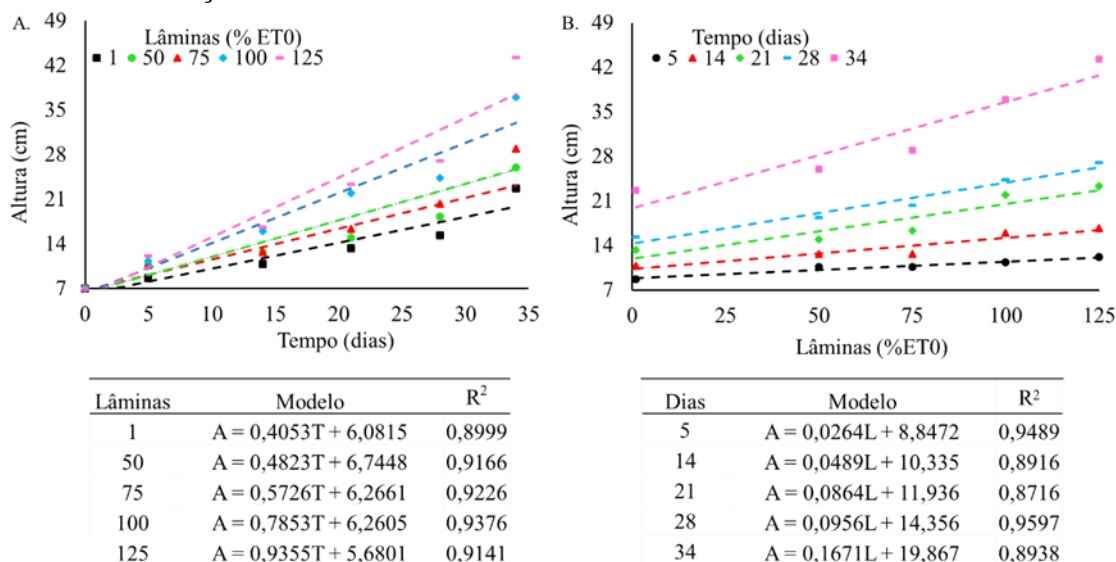 A.
Lâminas (% ET0)
1 50 75 100 125
Altura (cm)
49
42
35
28
21
14
7
0 5 10 15 20 25 30 35
Tempo (dias)
B.
Tempo (dias)
5 14 21 28 34
Altura (cm)
49
42
35
28
21
14
7
0 25 50 75 100 125
Lâminas (%ET0)
Lâminas Modelo R²
1 A = 0,4053T + 6,0815 0,8999
50 A = 0,4823T + 6,7448 0,9166
75 A = 0,5726T + 6,2661 0,9226
100 A = 0,7853T + 6,2605 0,9376
125 A = 0,9355T + 5,6801 0,9141
Dias Modelo R²
5 A = 0,0264L + 8,8472 0,9489
14 A = 0,0489L + 10,335 0,8916
21 A = 0,0864L + 11,936 0,8716
28 A = 0,0956L + 14,356 0,9597
34 A = 0,1671L + 19,867 0,8938